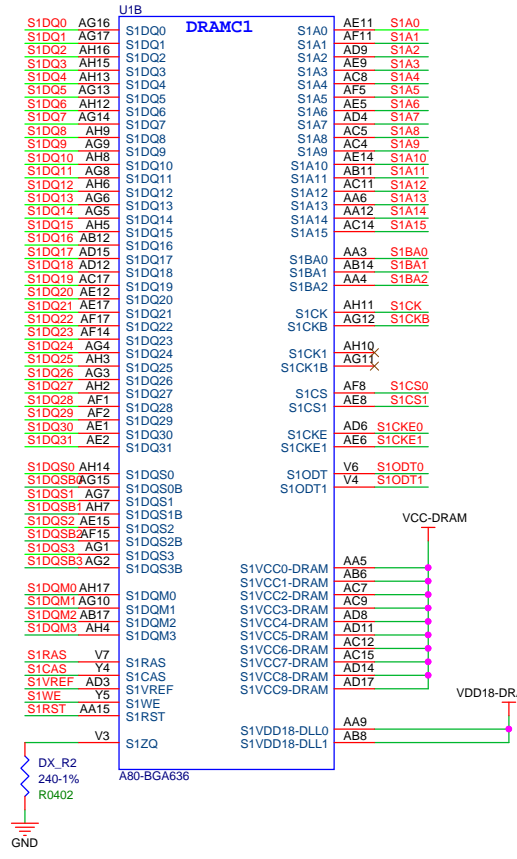 U1B
DRAMC1
S1DQ0 AG16 S1DQ0 S1A0 AE11 S1A0
S1DQ1 AG17 S1DQ1 S1A1 AF11 S1A1
S1DQ2 AH16 S1DQ2 S1A2 AD9 S1A2
S1DQ3 AH15 S1DQ3 S1A3 AE9 S1A3
S1DQ4 AH13 S1DQ4 S1A4 AC8 S1A4
S1DQ5 AG13 S1DQ5 S1A5 AF5 S1A5
S1DQ6 AH12 S1DQ6 S1A6 AE5 S1A6
S1DQ7 AG14 S1DQ7 S1A7 AD4 S1A7
S1DQ8 AH9 S1DQ8 S1A8 AC5 S1A8
S1DQ9 AG9 S1DQ9 S1A9 AC4 S1A9
S1DQ10 AH8 S1DQ10 S1A10 AE14 S1A10
S1DQ11 AG8 S1DQ11 S1A11 AB11 S1A11
S1DQ12 AH6 S1DQ12 S1A12 AC11 S1A12
S1DQ13 AG6 S1DQ13 S1A13 AA6 S1A13
S1DQ14 AG5 S1DQ14 S1A14 AA12 S1A14
S1DQ15 AH5 S1DQ15 S1A15 AC14 S1A15
S1DQ16 AB12 S1DQ16
S1DQ17 AD15 S1DQ17 S1BA0 AA3 S1BA0
S1DQ18 AD12 S1DQ18 S1BA1 AB14 S1BA1
S1DQ19 AC17 S1DQ19 S1BA2 AA4 S1BA2
S1DQ20 AE12 S1DQ20
S1DQ21 AE17 S1DQ21 S1CK AH11 S1CK
S1DQ22 AF17 S1DQ22 S1CKB AG12 S1CKB
S1DQ23 AF14 S1DQ23
S1DQ24 AG4 S1DQ24 S1CK1 AH10
S1DQ25 AH3 S1DQ25 S1CK1B AG11
S1DQ26 AG3 S1DQ26
S1DQ27 AH2 S1DQ27 S1CS AF8 S1CS0
S1DQ28 AF1 S1DQ28 S1CS1 AE8 S1CS1
S1DQ29 AF2 S1DQ29
S1DQ30 AE1 S1DQ30 S1CKE AD6 S1CKE0
S1DQ31 AE2 S1DQ31 S1CKE1 AE6 S1CKE1
S1DQS0 AH14 S1DQS0 S1ODT V6 S1ODT0
S1DQSB0 AG15 S1DQS0B S1ODT1 V4 S1ODT1
S1DQS1 AG7 S1DQS1
S1DQSB1 AH7 S1DQS1B
S1DQS2 AE15 S1DQS2 VCC-DRAM
S1DQSB2 AF15 S1DQS2B
S1DQS3 AG1 S1DQS3
S1DQSB3 AG2 S1DQS3B S1VCC0-DRAM AA5
S1VCC1-DRAM AB6
S1DQM0 AH17 S1DQM0 S1VCC2-DRAM AC7
S1DQM1 AG10 S1DQM1 S1VCC3-DRAM AC9
S1DQM2 AB17 S1DQM2 S1VCC4-DRAM AD8
S1DQM3 AH4 S1DQM3 S1VCC5-DRAM AD11
S1VCC6-DRAM AC12
S1RAS V7 S1RAS S1VCC7-DRAM AC15
S1CAS Y4 S1CAS S1VCC8-DRAM AD14
S1VREF AD3 S1VREF S1VCC9-DRAM AD17
S1WE Y5 S1WE VDD18-DRA
S1RST AA15 S1RST
S1VDD18-DLL0 AA9
V3 S1ZQ S1VDD18-DLL1 AB8
DX_R2
240-1%
R0402
A80-BGA636
GND